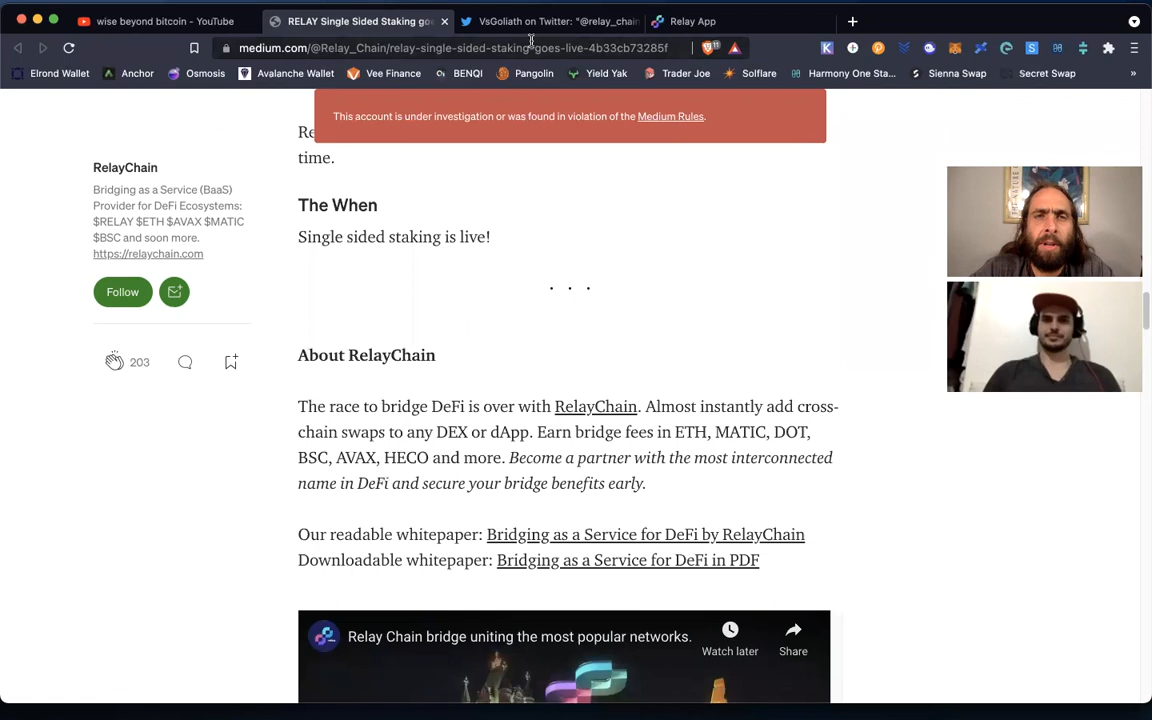 wise beyond bitcoin - YouTube
RELAY Single Sided Staking go
VsGoliath on Twitter: "@relay_chain
Relay App
medium.com/@Relay_Chain/relay-single-sided-staking-goes-live-4b33cb73285f
Elrond Wallet
Anchor
Osmosis
Avalanche Wallet
Vee Finance
BENQI
Pangolin
Yield Yak
Trader Joe
Solflare
Harmony One Sta...
Sienna Swap
Secret Swap
»
This account is under investigation or was found in violation of the Medium Rules.
Re
time.
RelayChain
Bridging as a Service (BaaS)
Provider for DeFi Ecosystems:
$RELAY $ETH $AVAX $MATIC
$BSC and soon more.
https://relaychain.com
Follow
203
The When
Single sided staking is live!
. . .
About RelayChain
The race to bridge DeFi is over with RelayChain. Almost instantly add cross-
chain swaps to any DEX or dApp. Earn bridge fees in ETH, MATIC, DOT,
BSC, AVAX, HECO and more. Become a partner with the most interconnected
name in DeFi and secure your bridge benefits early.
Our readable whitepaper: Bridging as a Service for DeFi by RelayChain
Downloadable whitepaper: Bridging as a Service for DeFi in PDF
Relay Chain bridge uniting the most popular networks.
Watch later
Share